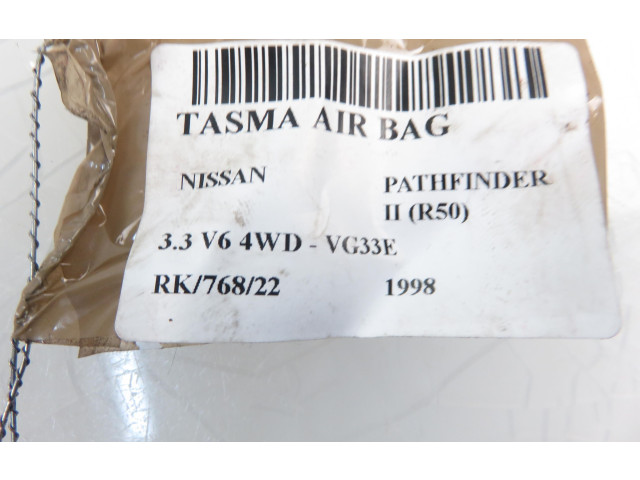 TASMA AIR BAG
NISSAN PATHFINDER
II (R50)
3.3 V6 4WD - VG33E
RK/768/22 1998